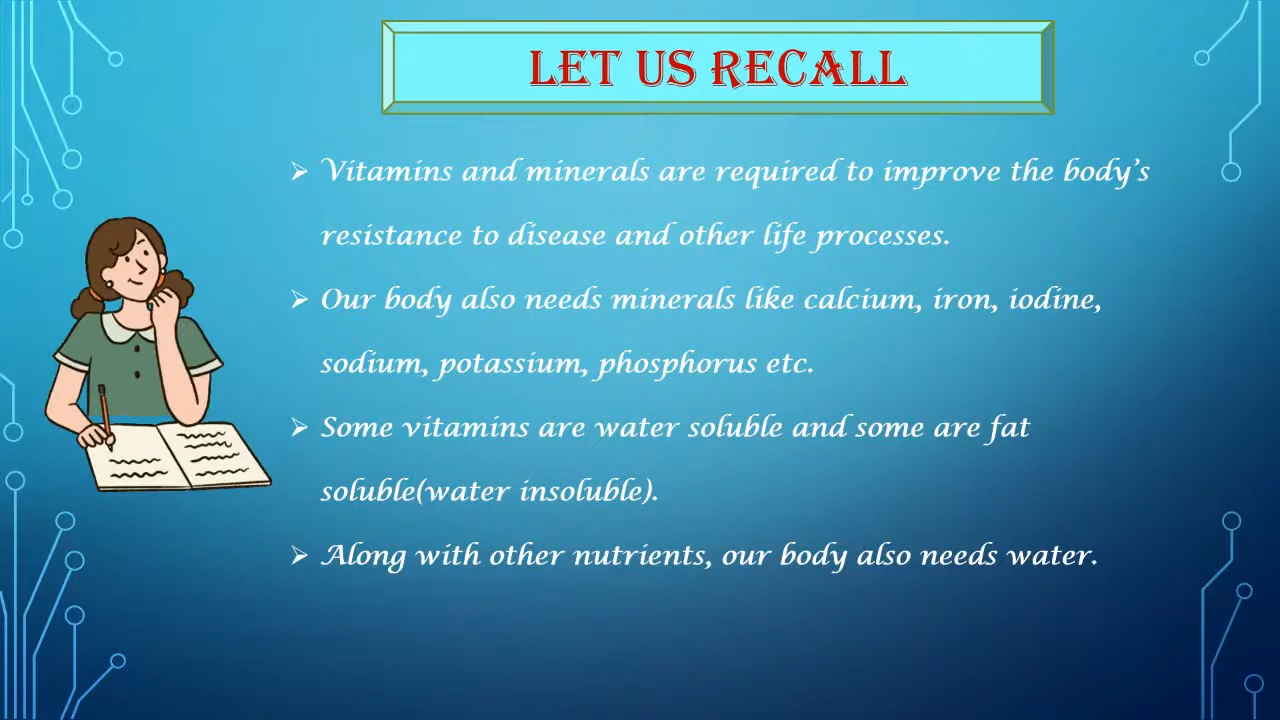 LET US RECALL
➢ Vitamins and minerals are required to improve the body's
resistance to disease and other life processes.
➢ Our body also needs minerals like calcium, iron, iodine,
sodium, potassium, phosphorus etc.
➢ Some vitamins are water soluble and some are fat
soluble(water insoluble).
➢ Along with other nutrients, our body also needs water.